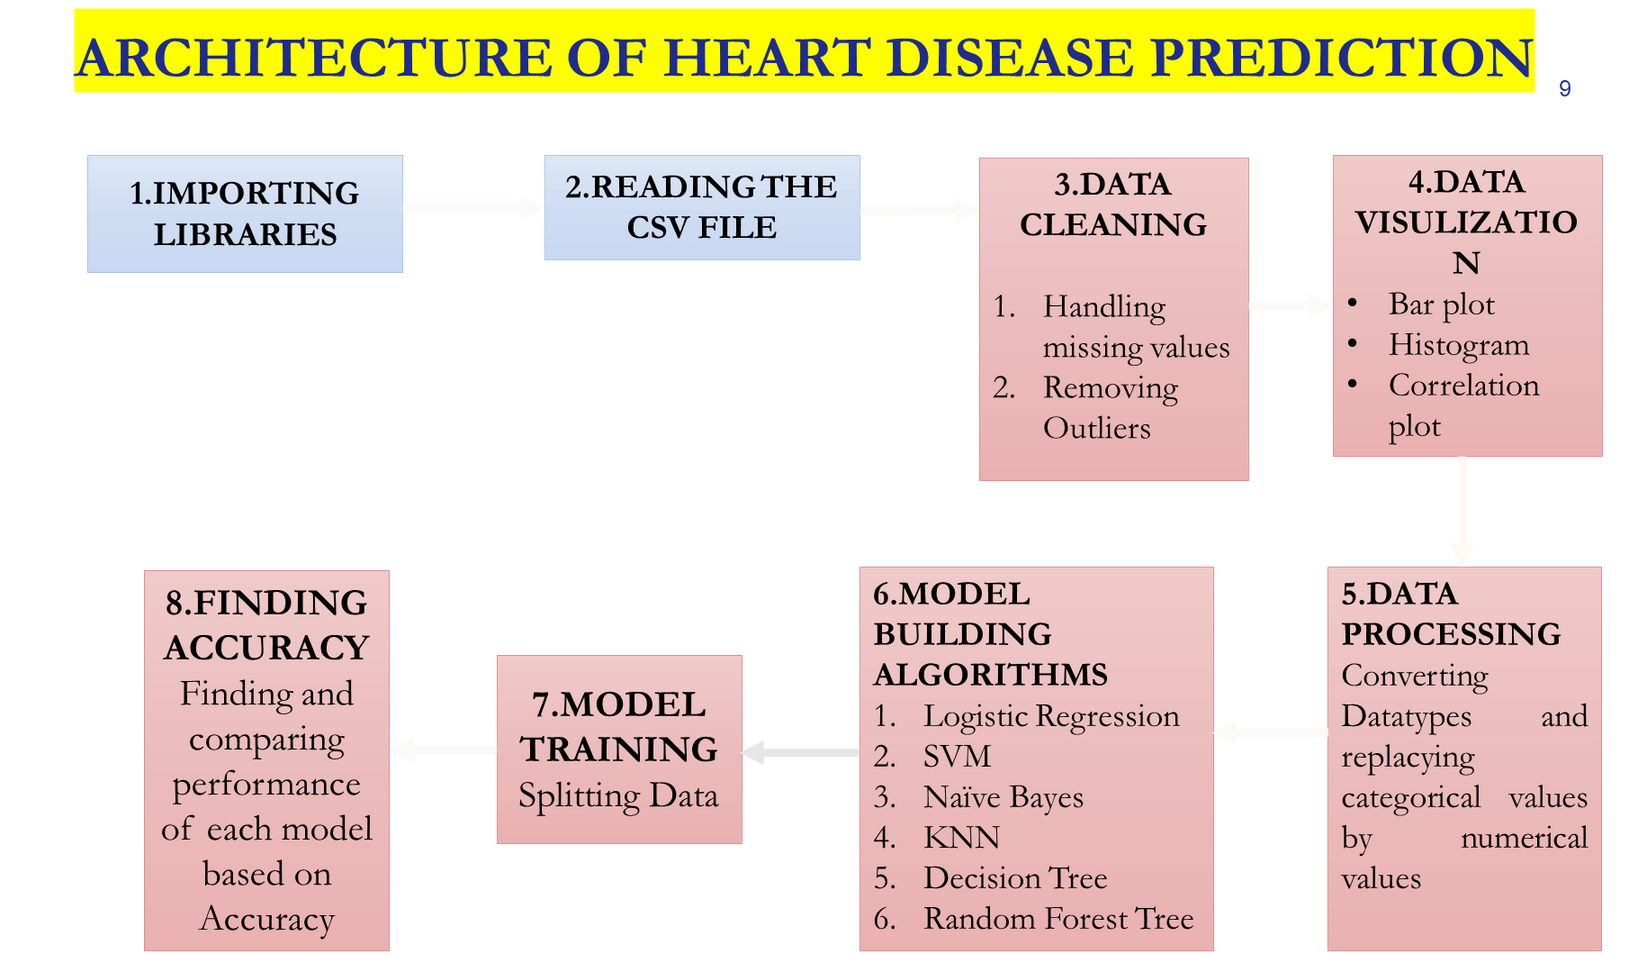 ARCHITECTURE OF HEART DISEASE PREDICTION
9
1.IMPORTING
LIBRARIES
2.READING THE
CSV FILE
3.DATA
CLEANING
1. Handling
missing values
2. Removing
Outliers
4.DATA
VISULIZATIO
N
• Bar plot
• Histogram
• Correlation
plot
5.DATA
PROCESSING
Converting
Datatypes and
replacying
categorical values
by numerical
values
6.MODEL
BUILDING
ALGORITHMS
1. Logistic Regression
2. SVM
3. Naïve Bayes
4. KNN
5. Decision Tree
6. Random Forest Tree
7.MODEL
TRAINING
Splitting Data
8.FINDING
ACCURACY
Finding and
comparing
performance
of each model
based on
Accuracy